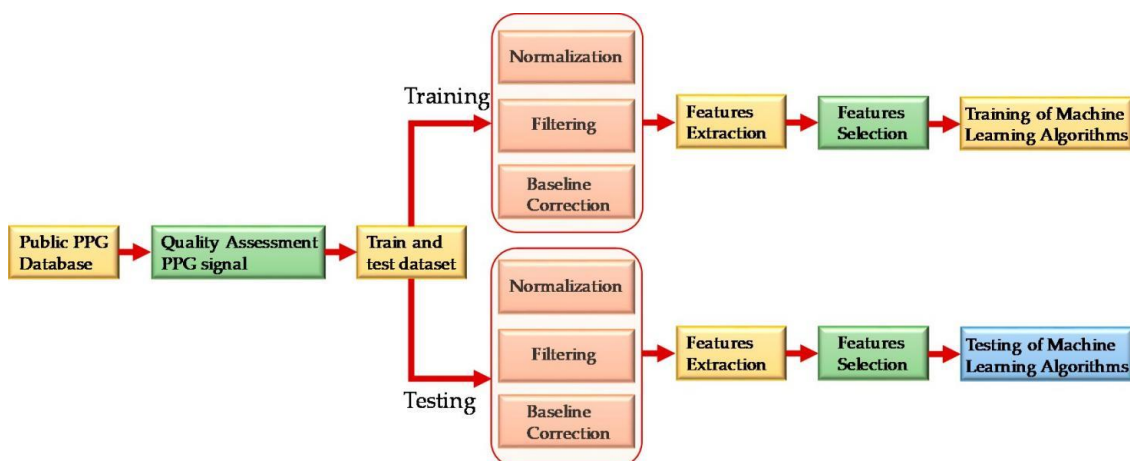 Public PPG
Database
Quality Assessment
PPG signal
Train and
test dataset
Training
Normalization
Filtering
Baseline
Correction
Features
Extraction
Features
Selection
Training of Machine
Learning Algorithms
Testing
Normalization
Filtering
Baseline
Correction
Features
Extraction
Features
Selection
Testing of Machine
Learning Algorithms